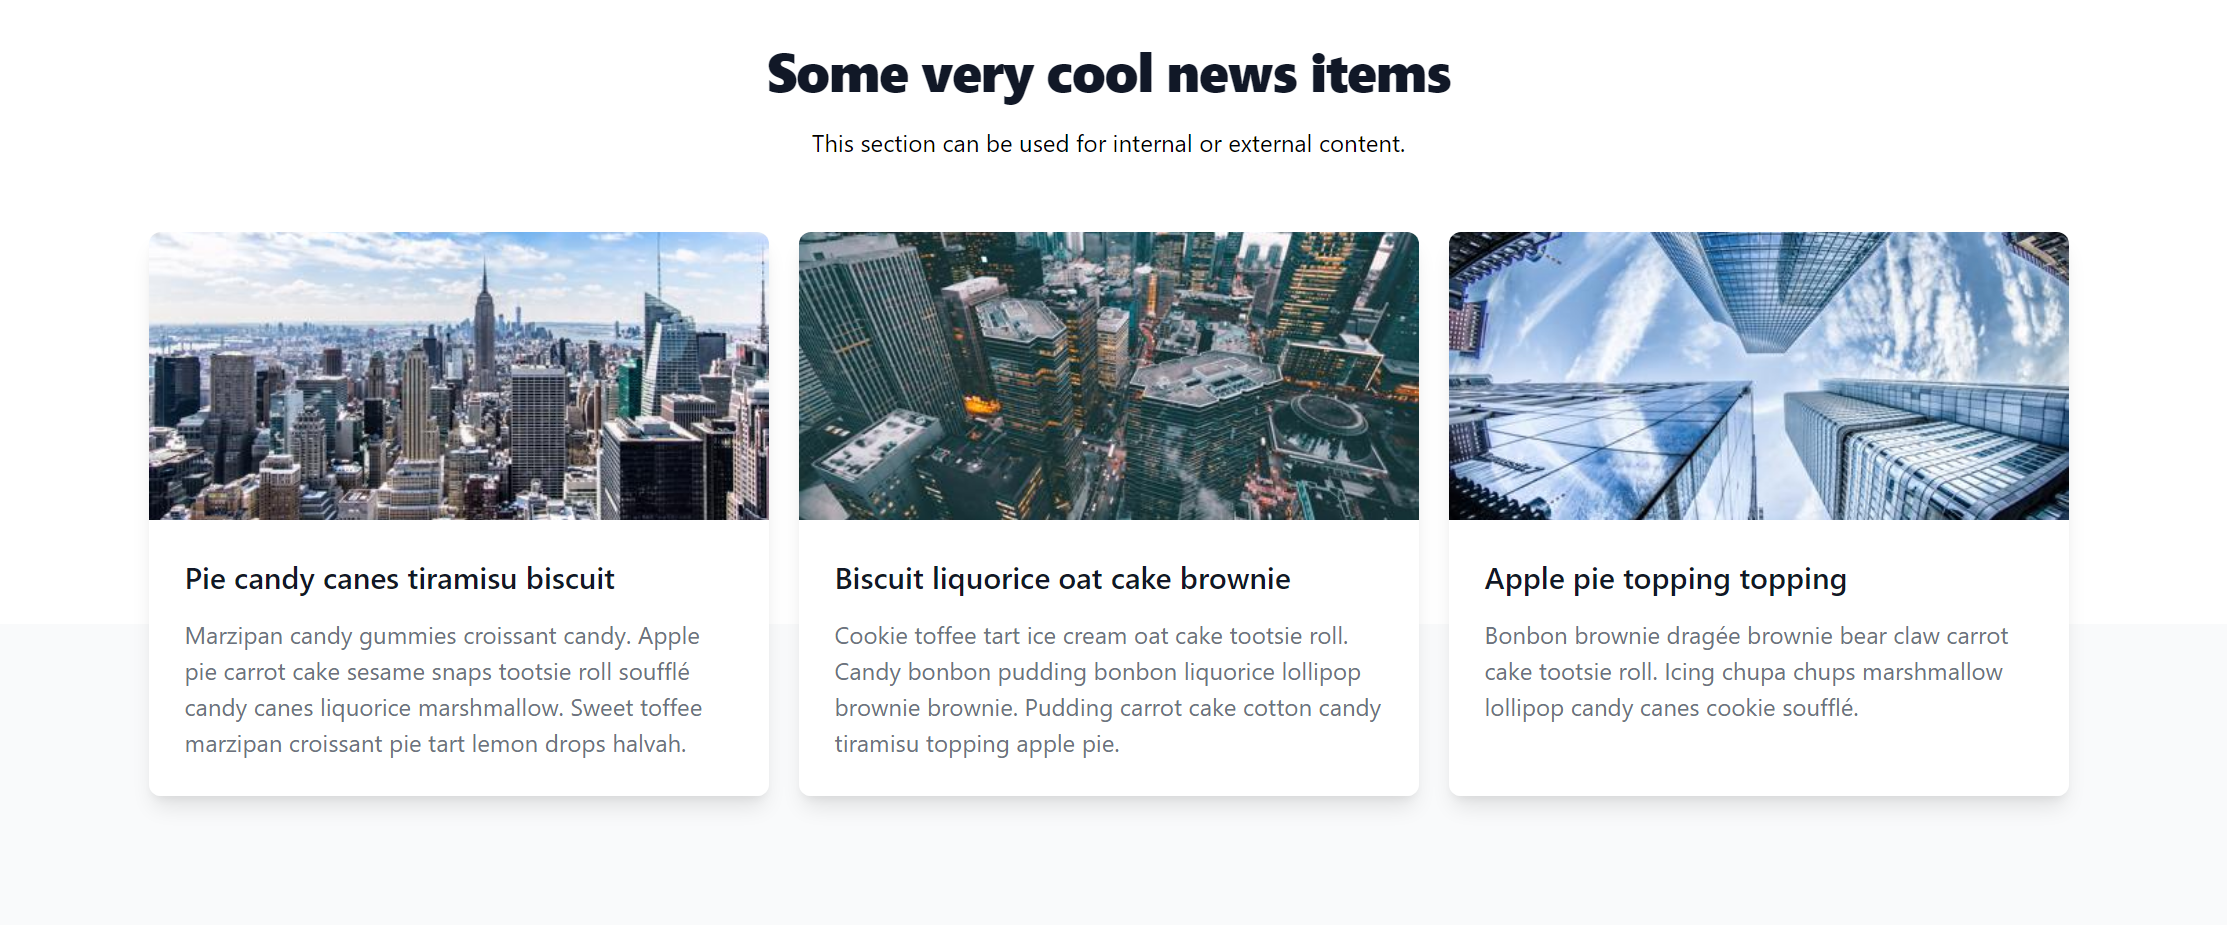 Some very cool news items
This section can be used for internal or external content.
Pie candy canes tiramisu biscuit
Marzipan candy gummies croissant candy. Apple
pie carrot cake sesame snaps tootsie roll soufflé
candy canes liquorice marshmallow. Sweet toffee
marzipan croissant pie tart lemon drops halvah.
Biscuit liquorice oat cake brownie
Cookie toffee tart ice cream oat cake tootsie roll.
Candy bonbon pudding bonbon liquorice lollipop
brownie brownie. Pudding carrot cake cotton candy
tiramisu topping apple pie.
Apple pie topping topping
Bonbon brownie dragée brownie bear claw carrot
cake tootsie roll. Icing chupa chups marshmallow
lollipop candy canes cookie soufflé.